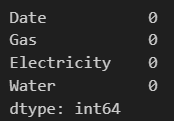 Date 0
Gas 0
Electricity 0
Water 0
dtype: int64